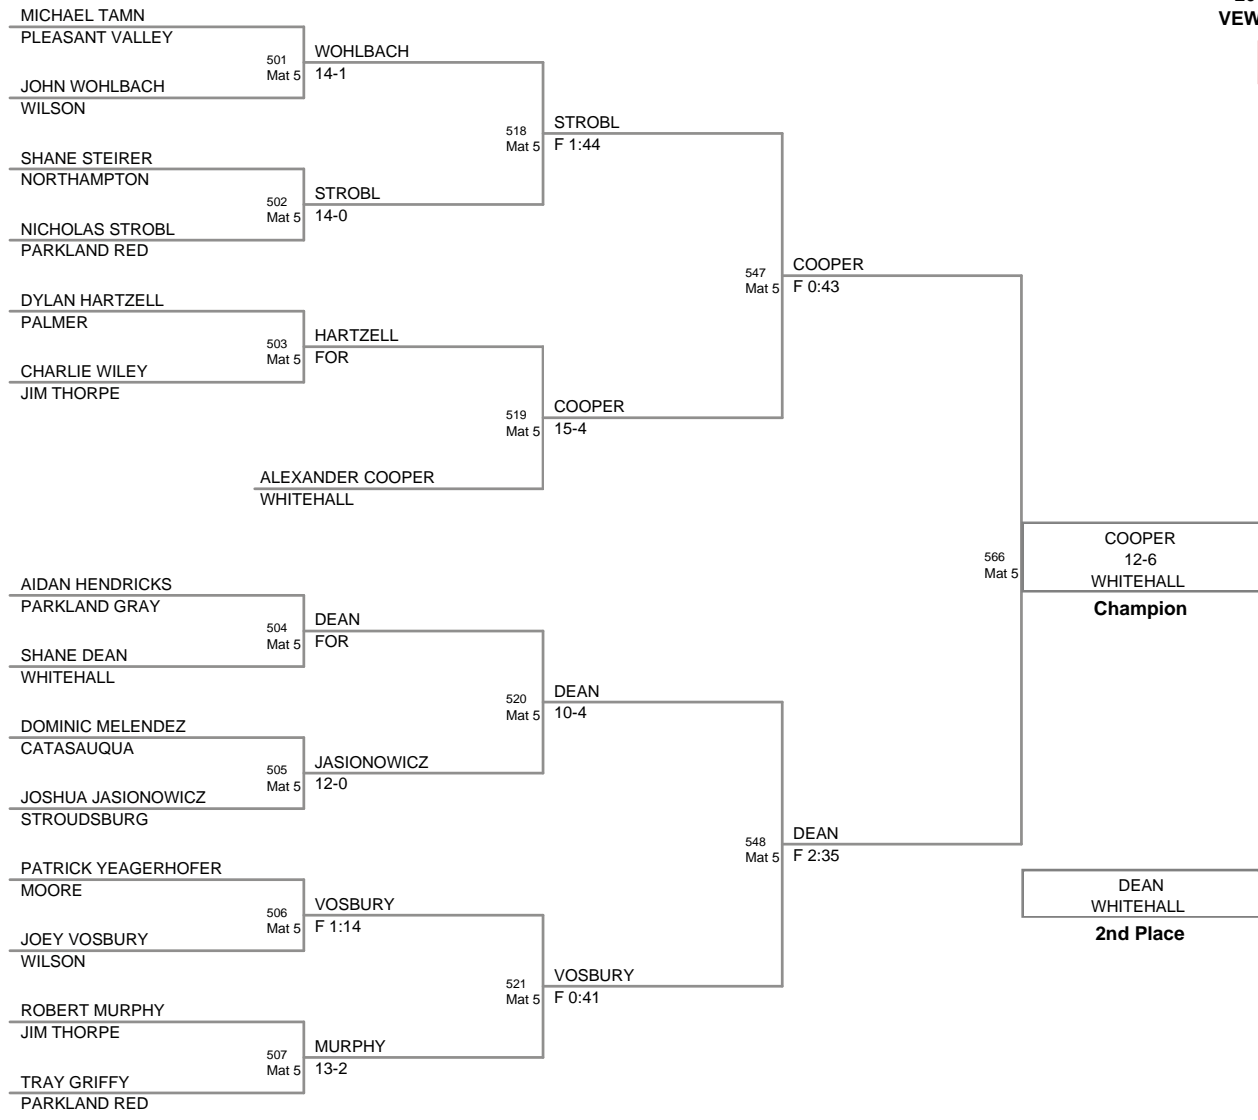 VEW
MICHAEL TAMN
PLEASANT VALLEY
501
Mat 5
WOHLBACH
14-1
JOHN WOHLBACH
WILSON
518
Mat 5
STROBL
F 1:44
SHANE STEIRER
NORTHAMPTON
502
Mat 5
STROBL
14-0
NICHOLAS STROBL
PARKLAND RED
547
Mat 5
COOPER
F 0:43
DYLAN HARTZELL
PALMER
503
Mat 5
HARTZELL
FOR
CHARLIE WILEY
JIM THORPE
519
Mat 5
COOPER
15-4
ALEXANDER COOPER
WHITEHALL
566
Mat 5
COOPER
12-6
WHITEHALL
Champion
AIDAN HENDRICKS
PARKLAND GRAY
504
Mat 5
DEAN
FOR
SHANE DEAN
WHITEHALL
520
Mat 5
DEAN
10-4
DOMINIC MELENDEZ
CATASAUQUA
505
Mat 5
JASIONOWICZ
12-0
JOSHUA JASIONOWICZ
STROUDSBURG
548
Mat 5
DEAN
F 2:35
PATRICK YEAGERHOFER
MOORE
506
Mat 5
VOSBURY
F 1:14
JOEY VOSBURY
WILSON
DEAN
WHITEHALL
2nd Place
521
Mat 5
VOSBURY
F 0:41
ROBERT MURPHY
JIM THORPE
507
Mat 5
MURPHY
13-2
TRAY GRIFFY
PARKLAND RED